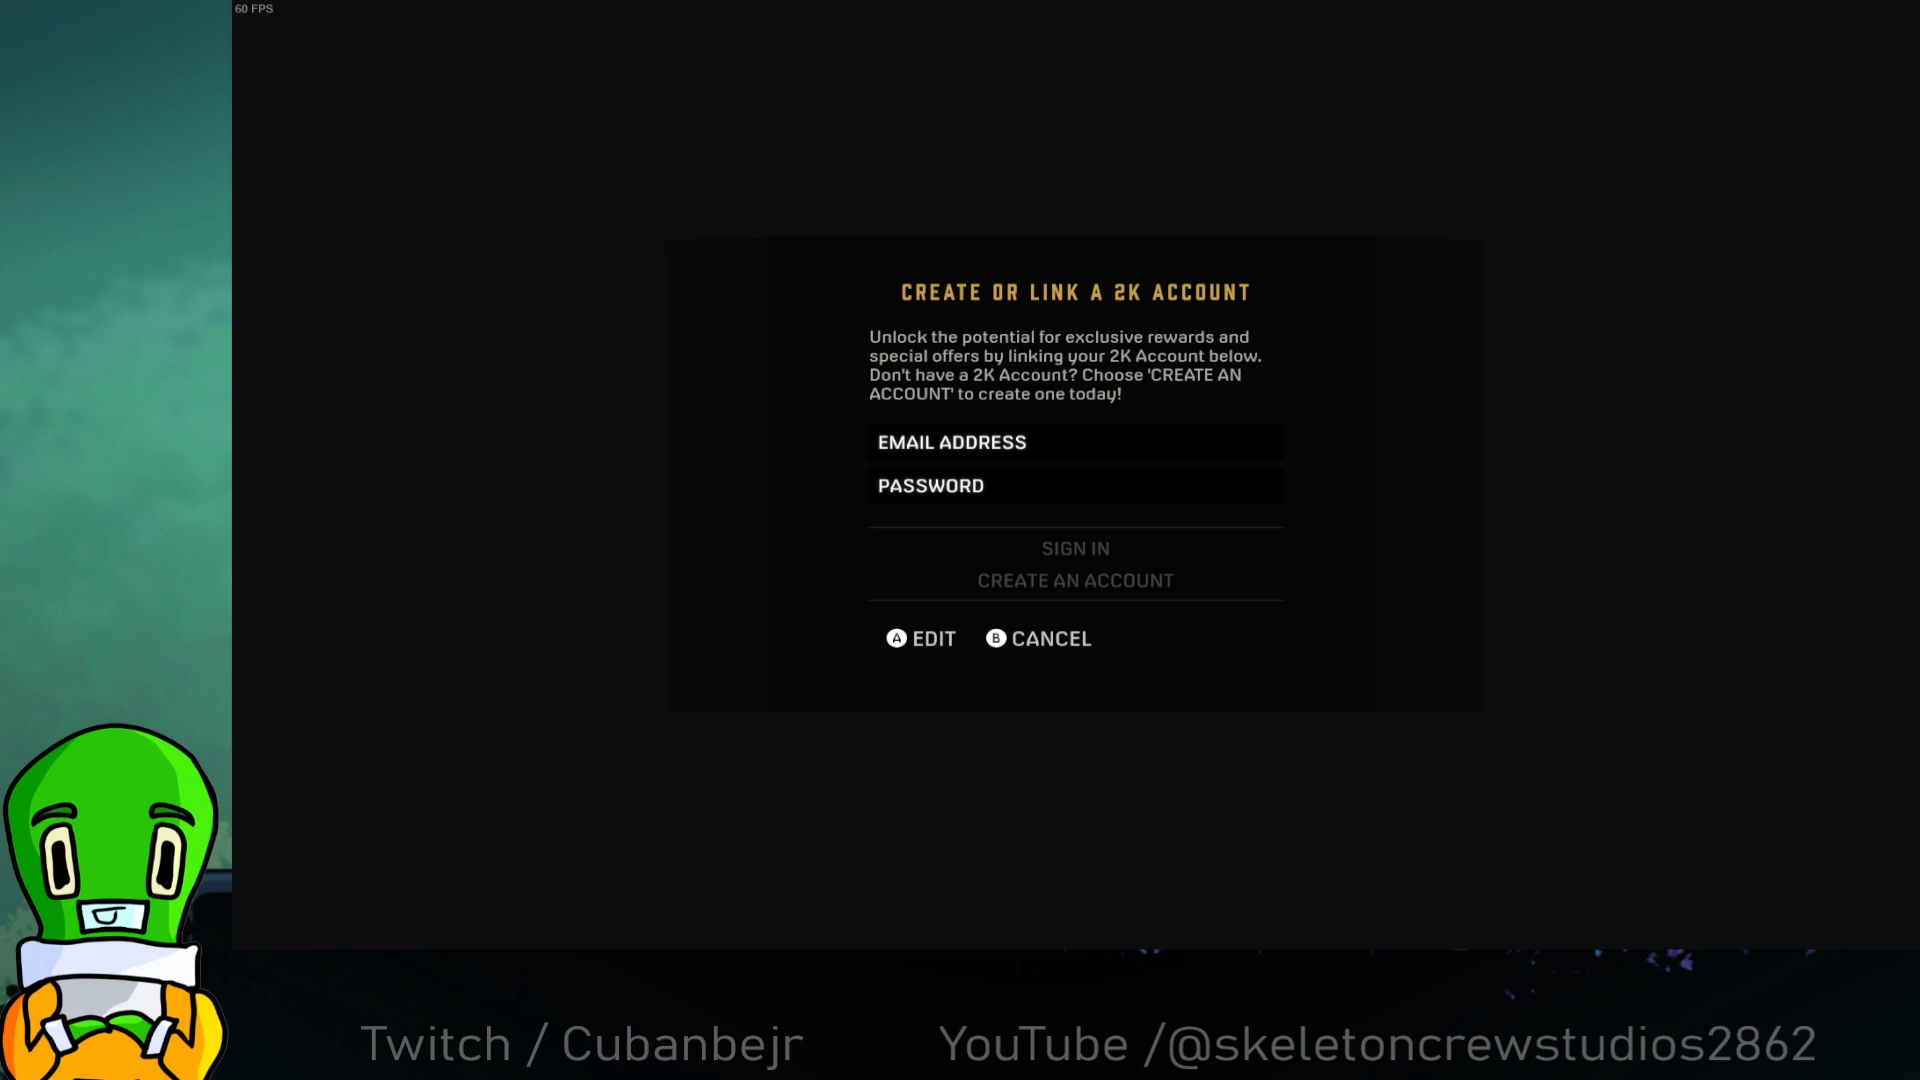 60 FPS
CREATE OR LINK A 2K ACCOUNT
Unlock the potential for exclusive rewards and
special offers by linking your 2K Account below.
Don't have a 2K Account? Choose 'CREATE AN
ACCOUNT' to create one today!
EMAIL ADDRESS
PASSWORD
SIGN IN
CREATE AN ACCOUNT
A EDIT B CANCEL
Twitch / Cubanbejr YouTube /@skeletoncrewstudios2862